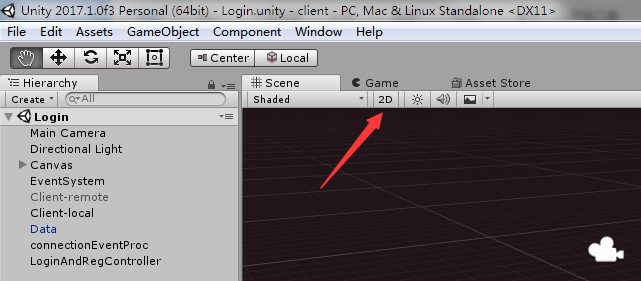 Unity 2017.1.0f3 Personal (64bit) - Login.unity - client - PC, Mac & Linux Standalone <DX11>
File Edit Assets GameObject Component Window Help
Center Local
Hierarchy Scene Game Asset Store
Create All Shaded 2D
Login
Main Camera
Directional Light
Canvas
EventSystem
Client-remote
Client-local
Data
connectionEventProc
LoginAndRegController